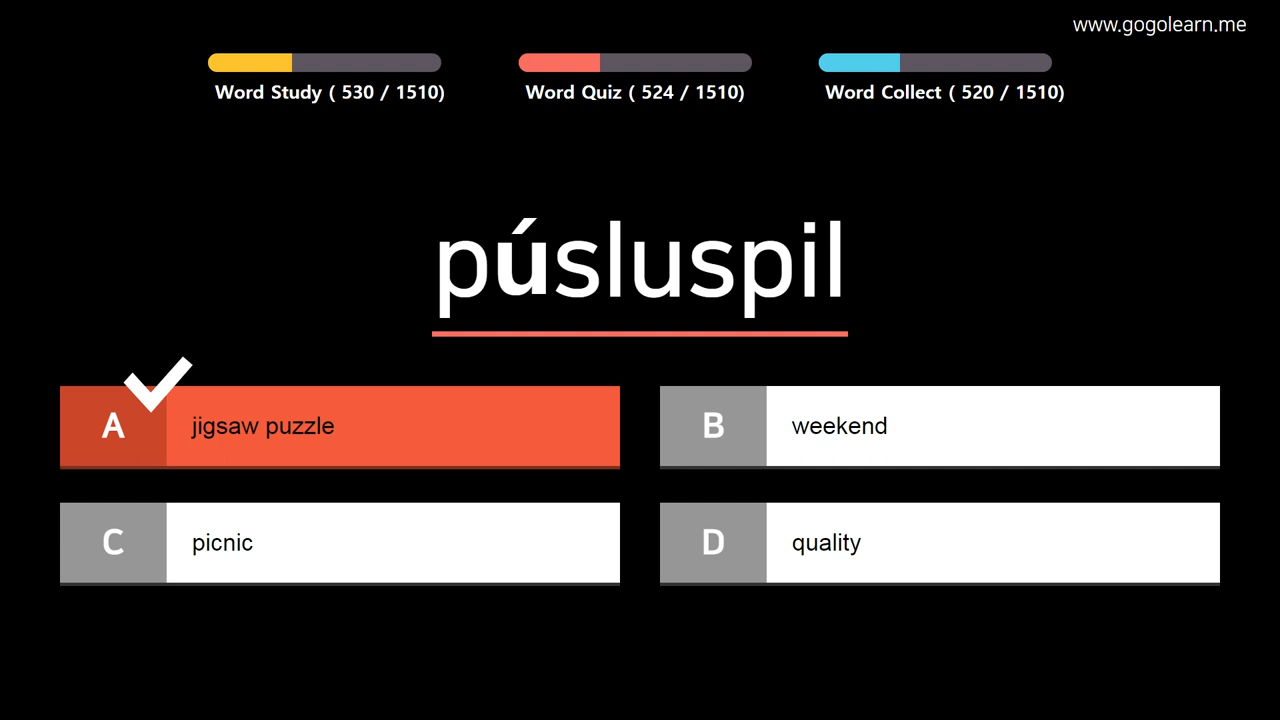 www.gogolearn.me
Word Study ( 530 / 1510)
Word Quiz ( 524 / 1510)
Word Collect ( 520 / 1510)
púsluspil
A jigsaw puzzle
B weekend
C picnic
D quality